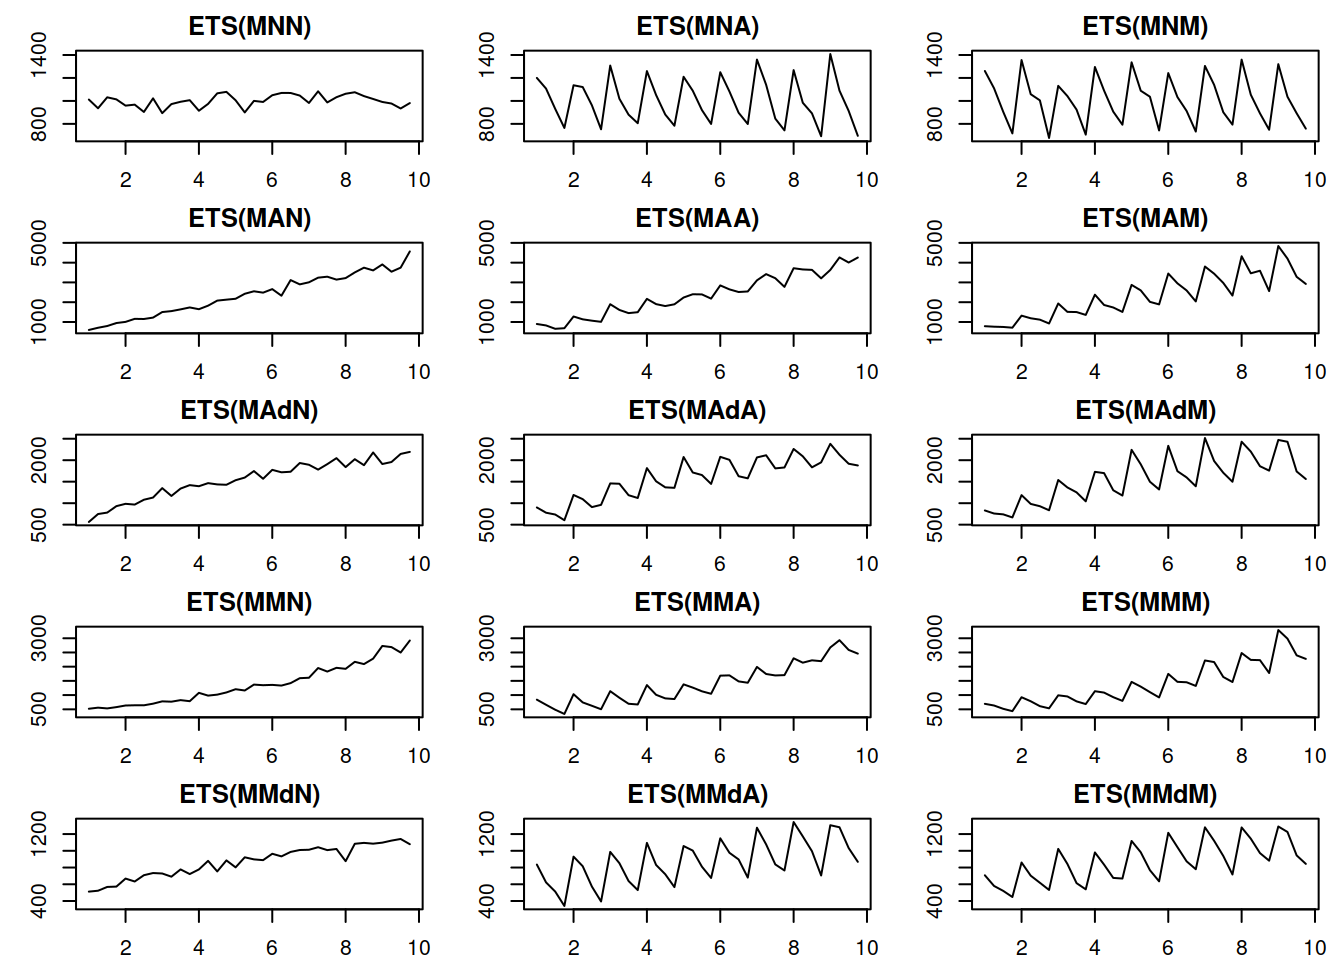 ETS(MNN) ETS(MNA) ETS(MNM)
800 1400 800 1400 800 1400
2 4 6 8 10 2 4 6 8 10 2 4 6 8 10
ETS(MAN) ETS(MAA) ETS(MAM)
1000 5000 1000 5000 1000 5000
2 4 6 8 10 2 4 6 8 10 2 4 6 8 10
ETS(MAdN) ETS(MAdA) ETS(MAdM)
500 2000 500 2000 500 2000
2 4 6 8 10 2 4 6 8 10 2 4 6 8 10
ETS(MMN) ETS(MMA) ETS(MMM)
500 3000 500 3000 500 3000
2 4 6 8 10 2 4 6 8 10 2 4 6 8 10
ETS(MMdN) ETS(MMdA) ETS(MMdM)
400 1200 400 1200 400 1200
2 4 6 8 10 2 4 6 8 10 2 4 6 8 10